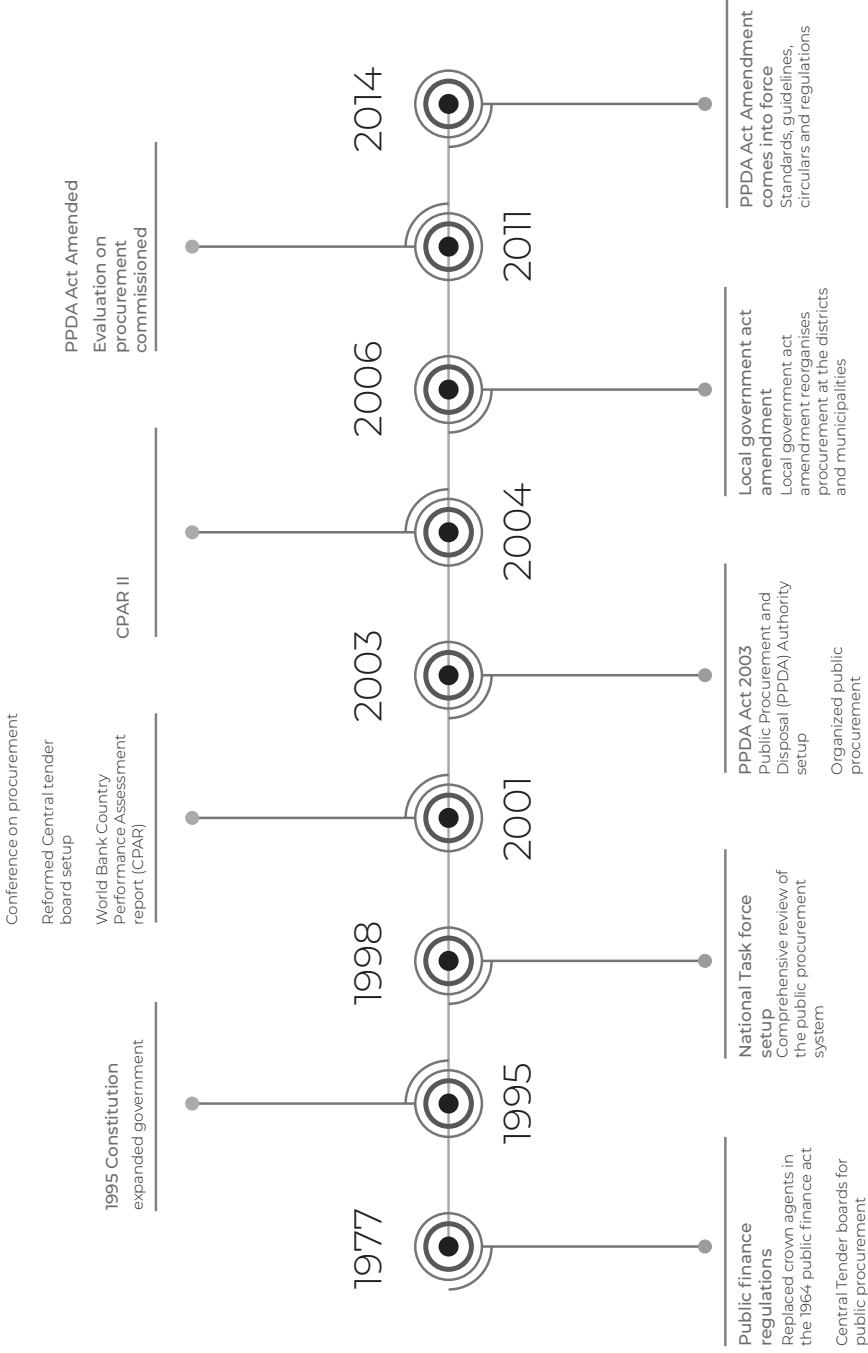 1977
Public finance
regulations
Replaced crown agents in
the 1964 public finance act
Central Tender boards for
public procurement
1995 Constitution
expanded government
1995
1998
National Task force
setup
Comprehensive review of
the public procurement
system
Conference on procurement
Reformed Central tender
board setup
World Bank Country
Performance Assessment
report (CPAR)
2001
2003
PPDA Act 2003
Public Procurement and
Disposal (PPDA) Authority
setup
Organized public
procurement
CPAR II
2004
2006
Local government act
amendment
Local government act
amendment reorganises
procurement at the districts
and municipalities
PPDA Act Amended
Evaluation on
procurement
commissioned
2011
2014
PPDA Act Amendment
comes into force
Standards, guidelines,
circulars and regulations